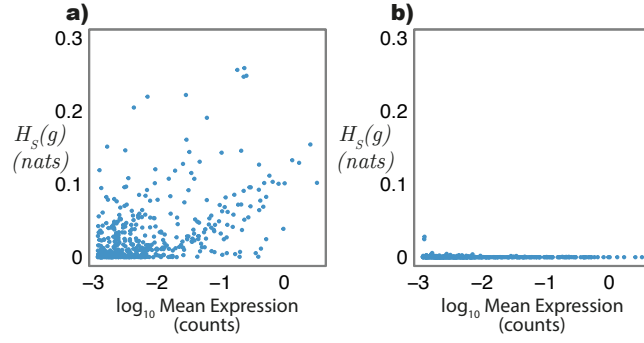 a)
0.3
0.2
H_S(g)
(nats)
0.1
0
−3 −2 −1 0
log₁₀ Mean Expression
(counts)
b)
0.3
0.2
H_S(g)
(nats)
0.1
0
−3 −2 −1 0
log₁₀ Mean Expression
(counts)